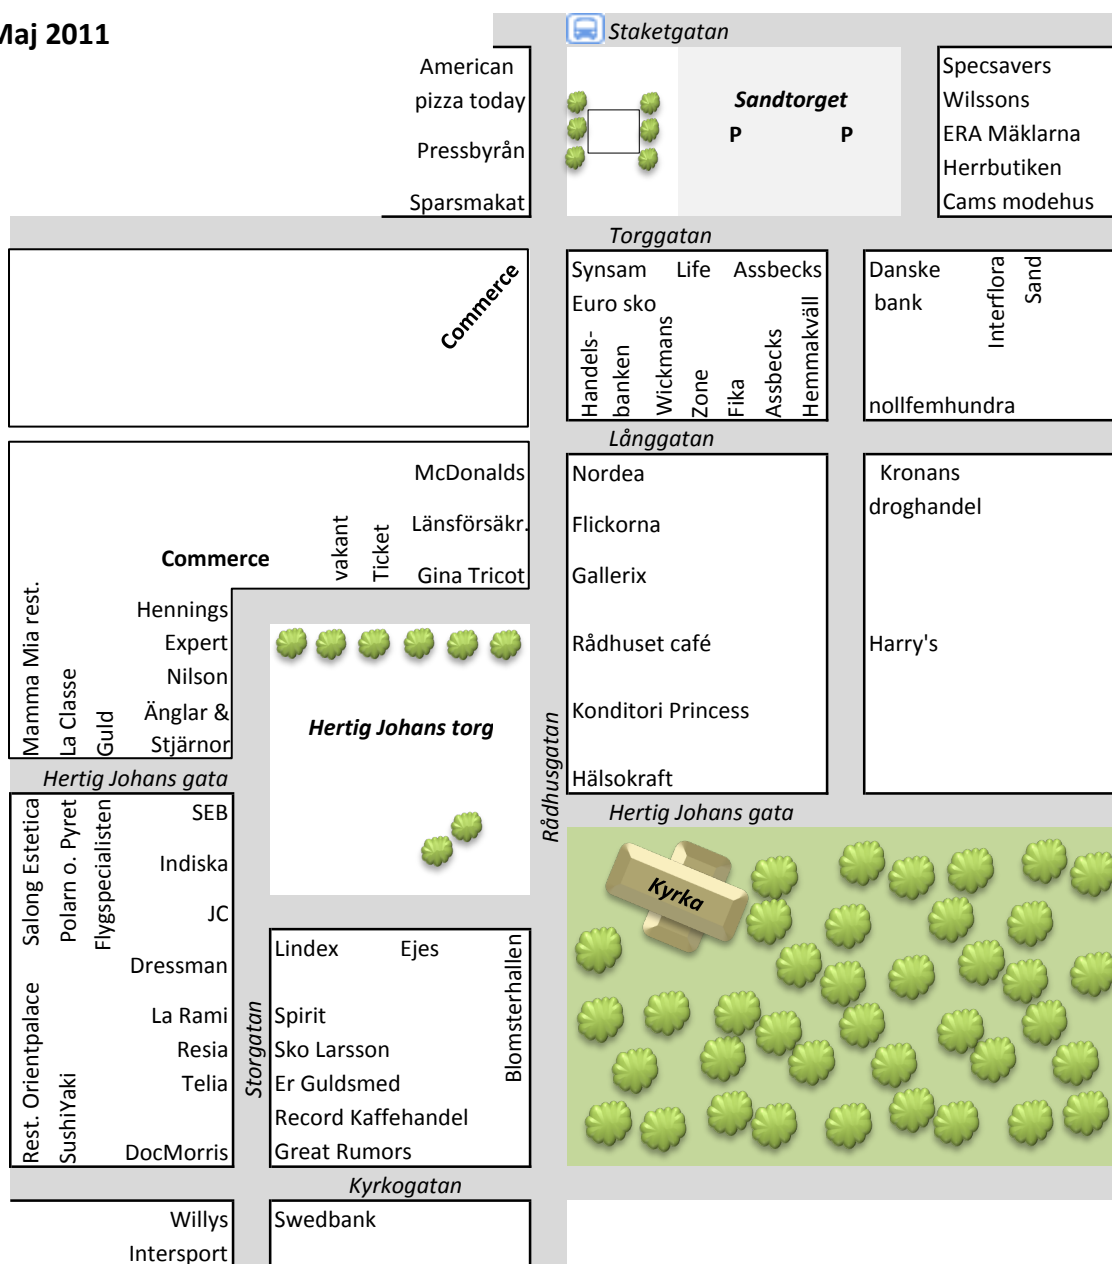 Maj 2011
Staketgatan
American
pizza today
Pressbyrån
Sparsmakat
Sandtorget
P P
Specsavers
Wilssons
ERA Mäklarna
Herrbutiken
Cams modehus
Torggatan
Commerce
Synsam Life Assbecks
Euro sko
Handels-
banken
Wickmans
Zone
Fika
Assbecks
Hemmakväll
Danske
bank
Interflora
Sand
nollfemhundra
Långgatan
McDonalds
Länsförsäkr.
Gina Tricot
vakant
Ticket
Commerce
Hennings
Expert
Nilson
Änglar &
Stjärnor
Mamma Mia rest.
La Classe
Guld
Nordea
Flickorna
Gallerix
Rådhuset café
Konditori Princess
Hälsokraft
Kronans
droghandel
Harry's
Hertig Johans torg
Rådhusgatan
Hertig Johans gata
Hertig Johans gata
Salong Estetica
Polarn o. Pyret
Flygspecialisten
SEB
Indiska
JC
Dressman
La Rami
Resia
Telia
DocMorris
Rest. Orientpalace
SushiYaki
Storgatan
Lindex Ejes
Blomsterhallen
Spirit
Sko Larsson
Er Guldsmed
Record Kaffehandel
Great Rumors
Kyrka
Kyrkogatan
Willys
Intersport
Swedbank